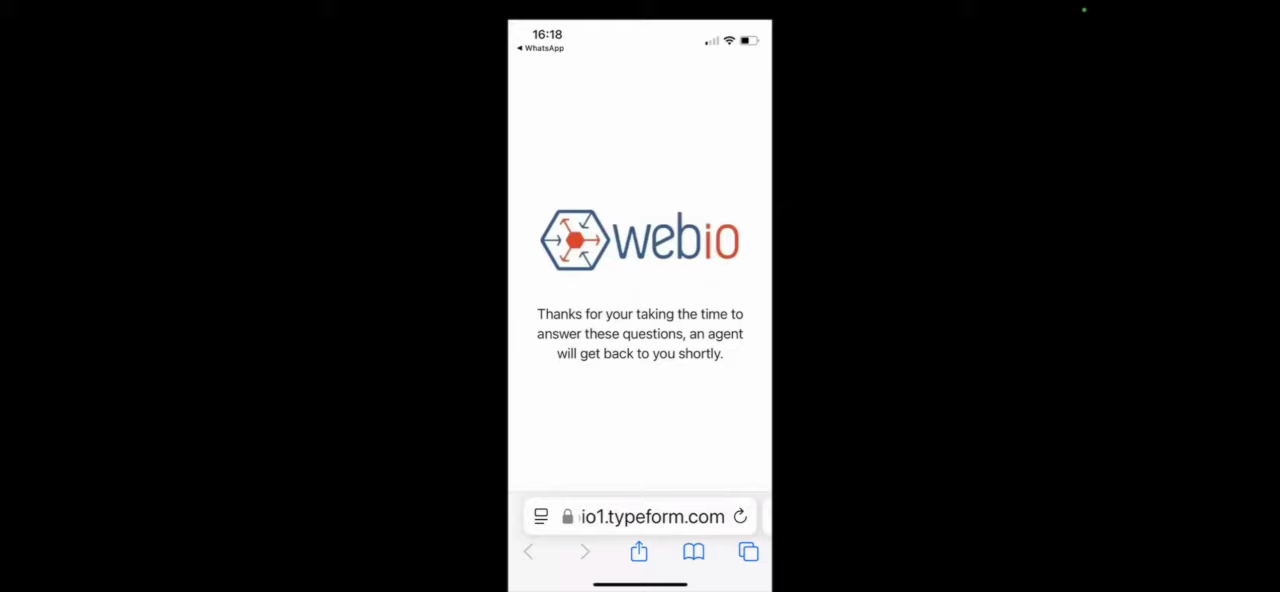 16:18
◀ WhatsApp
webio
Thanks for your taking the time to
answer these questions, an agent
will get back to you shortly.
io1.typeform.com